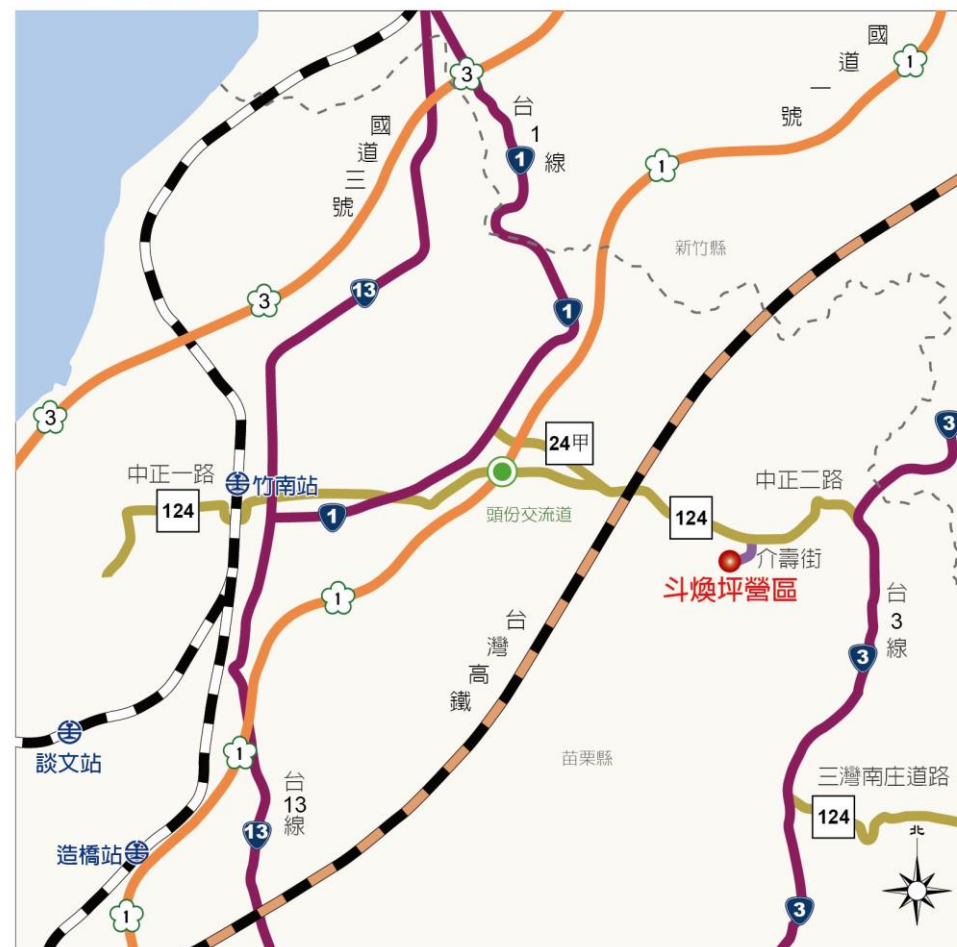 國道一號
1
國道三號
3
台1線
1
1
新竹縣
13
1
3
3
3
中正一路
竹南站
24甲
中正二路
124
1
124
頭份交流道
介壽街
斗煥坪營區
1
台灣高鐵
台3線
3
談文站
1
苗栗縣
三灣南庄道路
台13線
124
13
北
造橋站
1
3